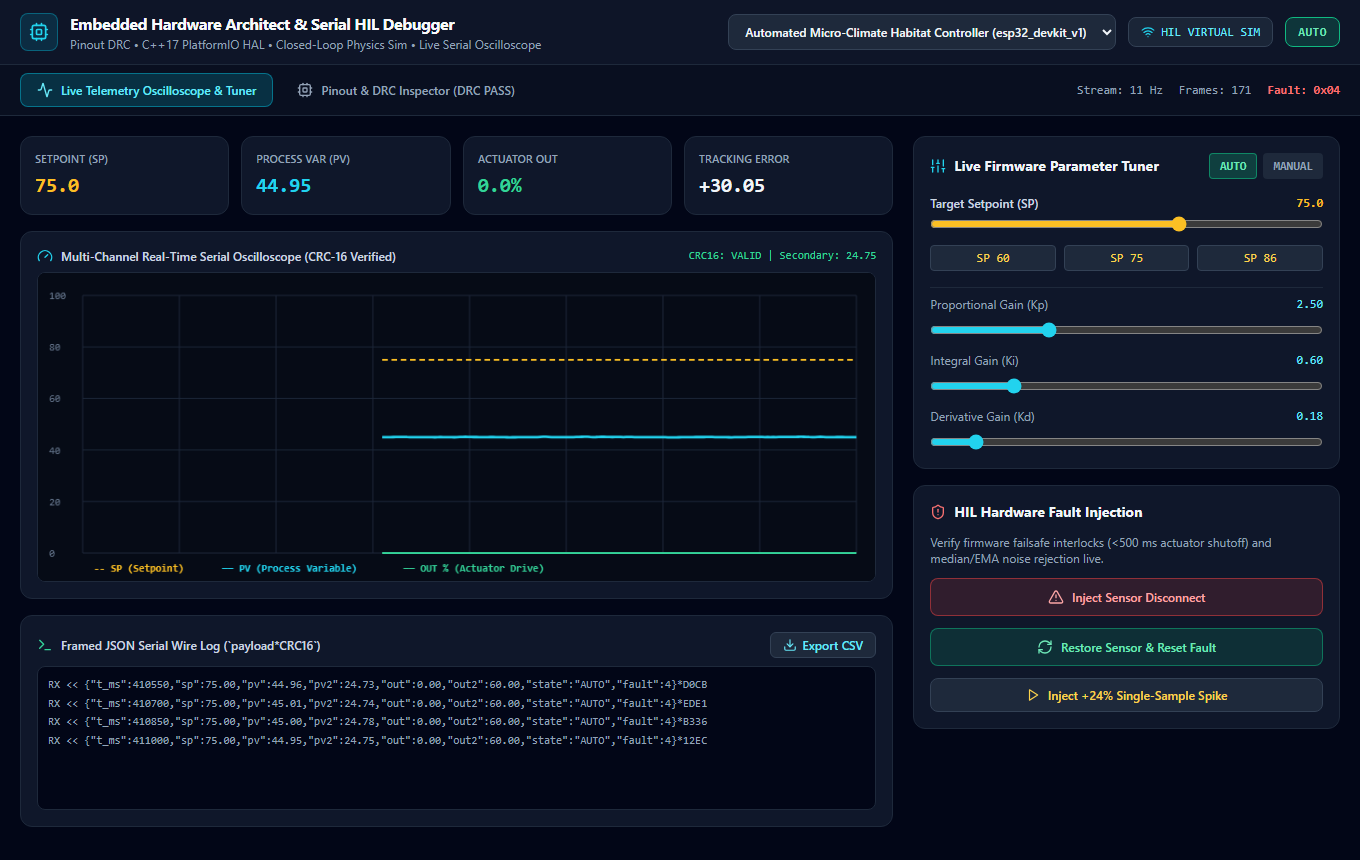 Embedded Hardware Architect & Serial HIL Debugger
Pinout DRC • C++17 PlatformIO HAL • Closed-Loop Physics Sim • Live Serial Oscilloscope
Automated Micro-Climate Habitat Controller (esp32_devkit_v1)
HIL VIRTUAL SIM
AUTO
Live Telemetry Oscilloscope & Tuner
Pinout & DRC Inspector (DRC PASS)
Stream: 11 Hz Frames: 171 Fault: 0x04
SETPOINT (SP)
75.0
PROCESS VAR (PV)
44.95
ACTUATOR OUT
0.0%
TRACKING ERROR
+30.05
Multi-Channel Real-Time Serial Oscilloscope (CRC-16 Verified)
CRC16: VALID | Secondary: 24.75
100
80
60
40
20
0
-- SP (Setpoint)
— PV (Process Variable)
— OUT % (Actuator Drive)
Framed JSON Serial Wire Log (`payload*CRC16`)
Export CSV
RX << {"t_ms":410550,"sp":75.00,"pv":44.96,"pv2":24.73,"out":0.00,"out2":60.00,"state":"AUTO","fault":4}*D0CB
RX << {"t_ms":410700,"sp":75.00,"pv":45.01,"pv2":24.74,"out":0.00,"out2":60.00,"state":"AUTO","fault":4}*EDE1
RX << {"t_ms":410850,"sp":75.00,"pv":45.00,"pv2":24.78,"out":0.00,"out2":60.00,"state":"AUTO","fault":4}*B336
RX << {"t_ms":411000,"sp":75.00,"pv":44.95,"pv2":24.75,"out":0.00,"out2":60.00,"state":"AUTO","fault":4}*12EC
Live Firmware Parameter Tuner
AUTO
MANUAL
Target Setpoint (SP)
75.0
SP 60
SP 75
SP 86
Proportional Gain (Kp)
2.50
Integral Gain (Ki)
0.60
Derivative Gain (Kd)
0.18
HIL Hardware Fault Injection
Verify firmware failsafe interlocks (<500 ms actuator shutoff) and
median/EMA noise rejection live.
Inject Sensor Disconnect
Restore Sensor & Reset Fault
Inject +24% Single-Sample Spike